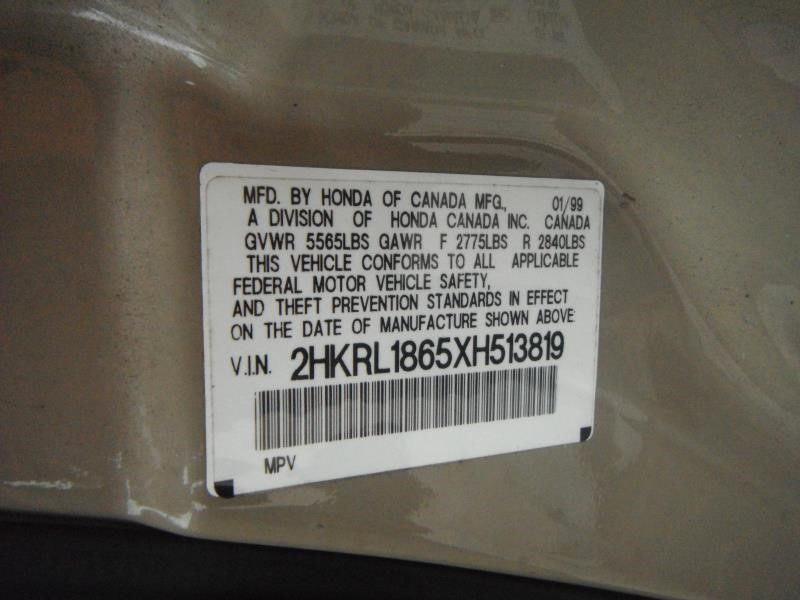 MFD. BY HONDA OF CANADA MFG., 01/99
A DIVISION OF HONDA CANADA INC. CANADA
GVWR 5565LBS GAWR F 2775LBS R 2840LBS
THIS VEHICLE CONFORMS TO ALL APPLICABLE
FEDERAL MOTOR VEHICLE SAFETY,
AND THEFT PREVENTION STANDARDS IN EFFECT
ON THE DATE OF MANUFACTURE SHOWN ABOVE:
V.I.N. 2HKRL1865XH513819
MPV